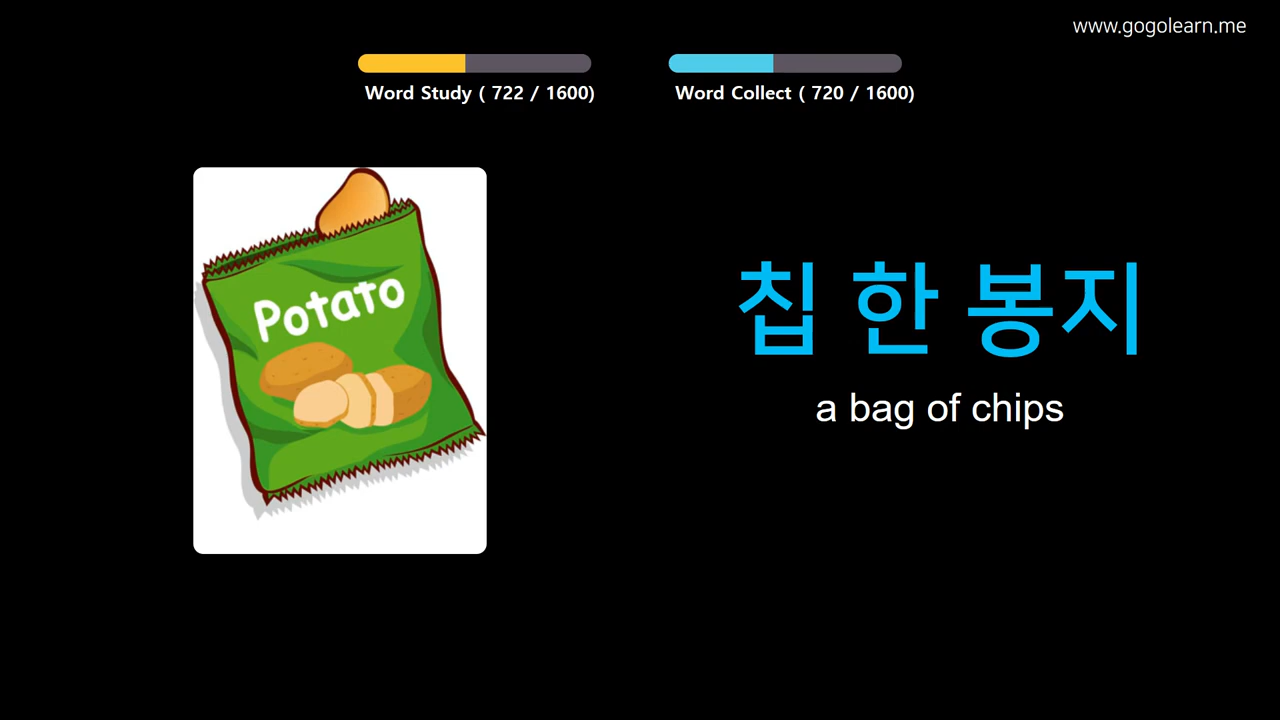 www.gogolearn.me
Word Study ( 722 / 1600)
Word Collect ( 720 / 1600)
Potato
칩 한 봉지
a bag of chips